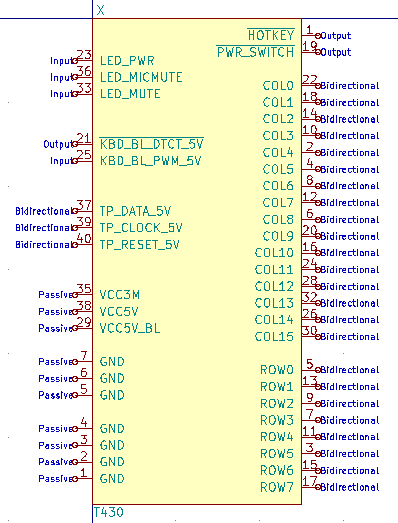 X
Input 23 LED_PWR
Input 36 LED_MICMUTE
Input 33 LED_MUTE
Output 21 KBD_BL_DTCT_5V
Input 25 KBD_BL_PWM_5V
Bidirectional 37 TP_DATA_5V
Bidirectional 39 TP_CLOCK_5V
Bidirectional 40 TP_RESET_5V
Passive 35 VCC3M
Passive 38 VCC5V
Passive 29 VCC5V_BL
Passive 7 GND
Passive 6 GND
Passive 5 GND
Passive 4 GND
Passive 3 GND
Passive 2 GND
Passive 1 GND
HOTKEY 1 Output
PWR_SWITCH 19 Output
COL0 22 Bidirectional
COL1 18 Bidirectional
COL2 14 Bidirectional
COL3 10 Bidirectional
COL4 2 Bidirectional
COL5 4 Bidirectional
COL6 8 Bidirectional
COL7 12 Bidirectional
COL8 6 Bidirectional
COL9 20 Bidirectional
COL10 16 Bidirectional
COL11 24 Bidirectional
COL12 28 Bidirectional
COL13 32 Bidirectional
COL14 26 Bidirectional
COL15 30 Bidirectional
ROW0 5 Bidirectional
ROW1 13 Bidirectional
ROW2 9 Bidirectional
ROW3 7 Bidirectional
ROW4 11 Bidirectional
ROW5 3 Bidirectional
ROW6 15 Bidirectional
ROW7 17 Bidirectional
T430